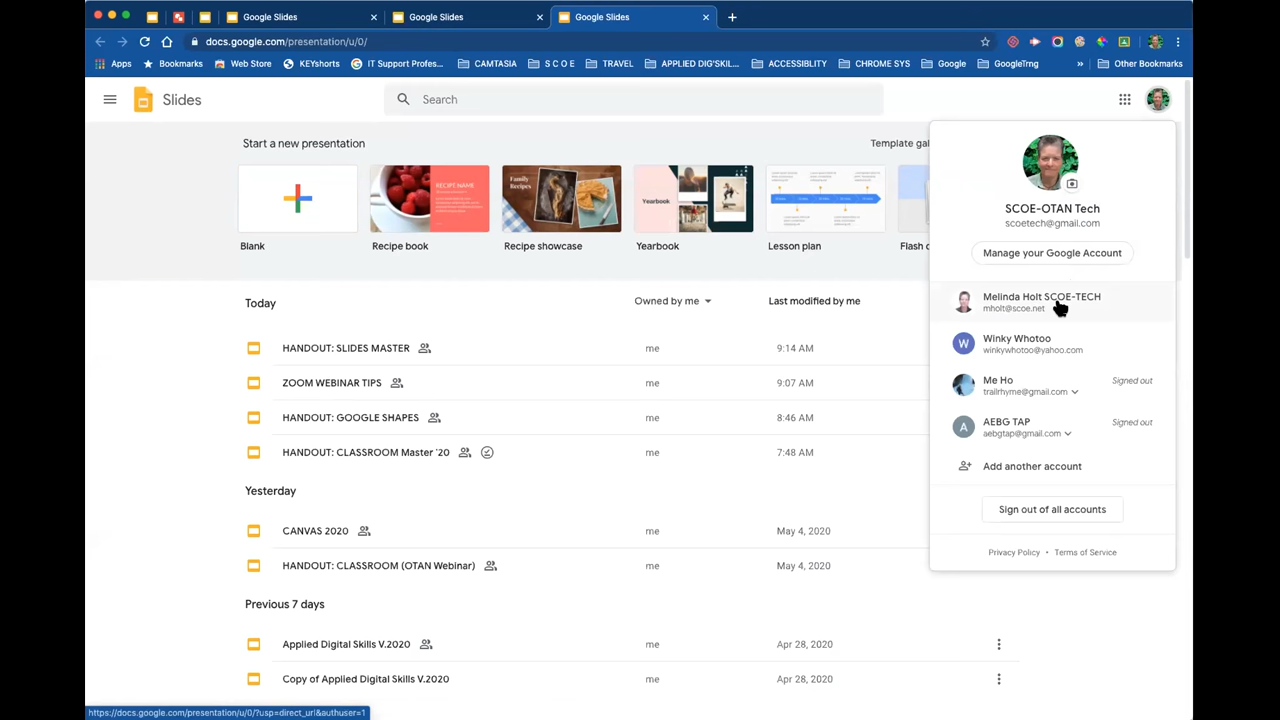 Google Slides
Google Slides
Google Slides
docs.google.com/presentation/u/0/
Apps
Bookmarks
Web Store
KEYshorts
IT Support Profes...
CAMTASIA
S C O E
TRAVEL
APPLIED DIG'SKIL...
ACCESSIBLITY
CHROME SYS
Google
GoogleTrng
»
Other Bookmarks
Slides
Search
Start a new presentation
Template gal
Blank
RECIPE NAME
Recipe book
Family
Recipes
Recipe showcase
Yearbook
Yearbook
Lesson plan
Flash c
SCOE-OTAN Tech
scoetech@gmail.com
Manage your Google Account
Melinda Holt SCOE-TECH
mholt@scoe.net
W
Winky Whotoo
winkywhotoo@yahoo.com
Me Ho
Signed out
trailrhyme@gmail.com
A
AEBG TAP
Signed out
aebgtap@gmail.com
Add another account
Sign out of all accounts
Privacy Policy • Terms of Service
Today
Owned by me
Last modified by me
HANDOUT: SLIDES MASTER
me
9:14 AM
ZOOM WEBINAR TIPS
me
9:07 AM
HANDOUT: GOOGLE SHAPES
me
8:46 AM
HANDOUT: CLASSROOM Master '20
me
7:48 AM
Yesterday
CANVAS 2020
me
May 4, 2020
HANDOUT: CLASSROOM (OTAN Webinar)
me
May 4, 2020
Previous 7 days
Applied Digital Skills V.2020
me
Apr 28, 2020
Copy of Applied Digital Skills V.2020
me
Apr 28, 2020
https://docs.google.com/presentation/u/0/?usp=direct_url&authuser=1